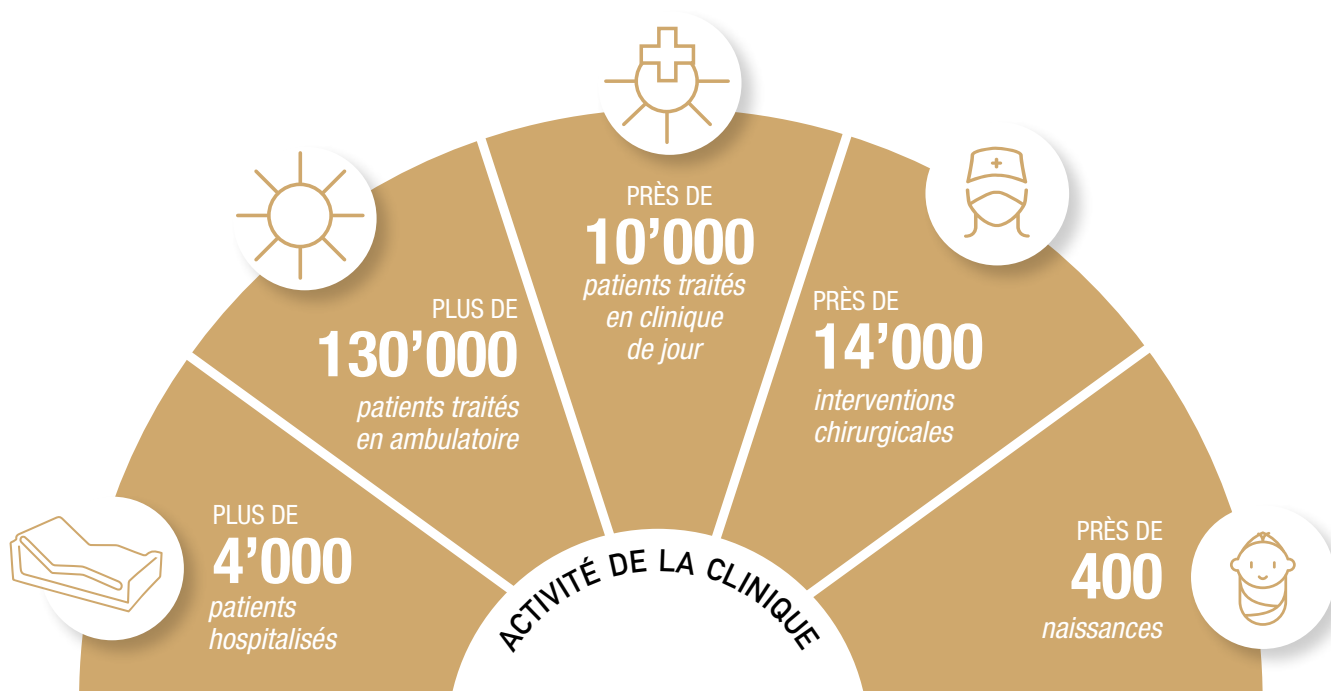 PLUS DE
4’000
patients
hospitalisés
PLUS DE
130’000
patients traités
en ambulatoire
PRÈS DE
10’000
patients traités
en clinique
de jour
PRÈS DE
14’000
interventions
chirurgicales
PRÈS DE
400
naissances
ACTIVITÉ DE LA CLINIQUE